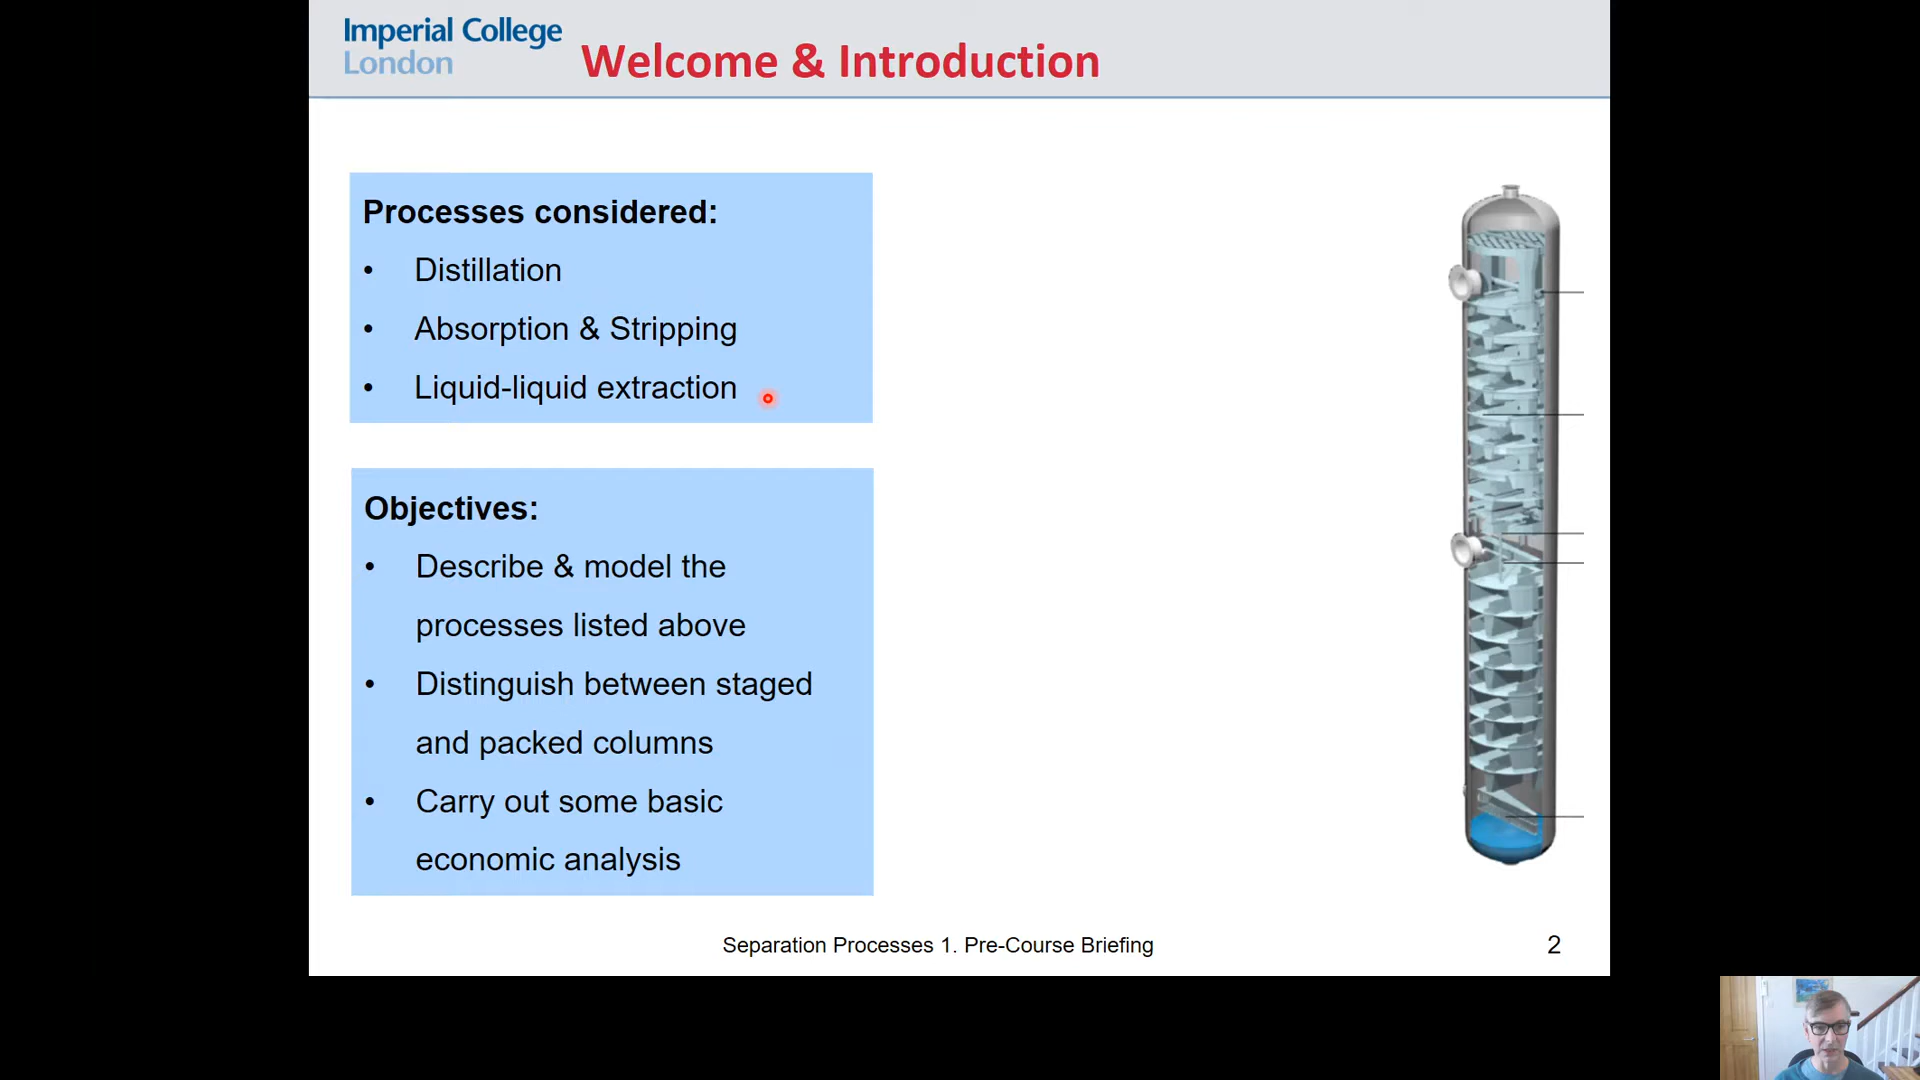 Imperial College
London
Welcome & Introduction
Processes considered:
• Distillation
• Absorption & Stripping
• Liquid-liquid extraction
Objectives:
• Describe & model the
processes listed above
• Distinguish between staged
and packed columns
• Carry out some basic
economic analysis
Separation Processes 1. Pre-Course Briefing
2